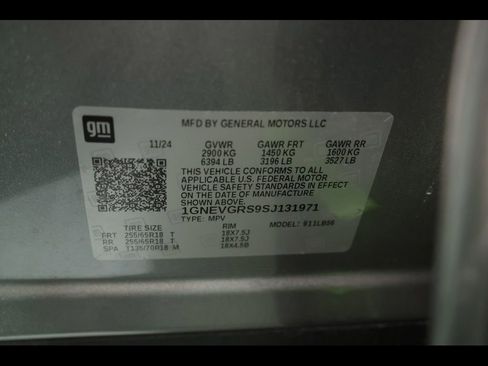 gm
MFD BY GENERAL MOTORS LLC
11/24 GVWR GAWR FRT GAWR RR
2900 KG 1450 KG 1600 KG
6394 LB 3196 LB 3527 LB
THIS VEHICLE CONFORMS TO ALL
APPLICABLE U.S. FEDERAL MOTOR
VEHICLE SAFETY STANDARDS IN
EFFECT ON THE DATE OF MANUFACTURE
SHOWN ABOVE.
1GNEVGRS9SJ131971
TYPE: MPV MODEL: 911LB56
TIRE SIZE RIM
FRT 255/65R18 T 18X7.5J
RR 255/65R18 T 18X7.5J
SPA T135/70R18 M 18X4.5B